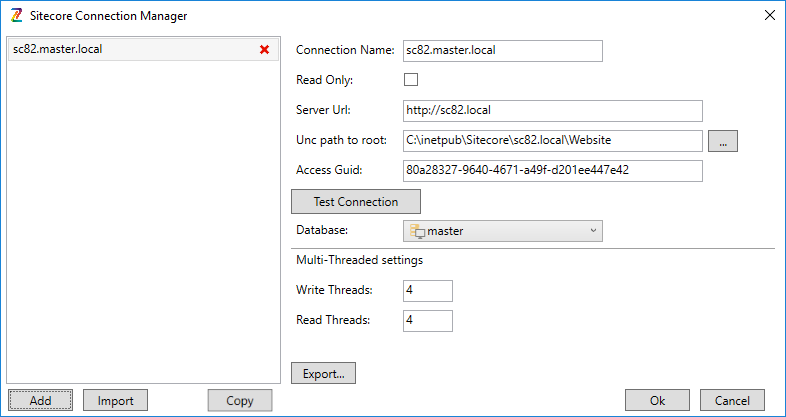 Sitecore Connection Manager
sc82.master.local
Connection Name: sc82.master.local
Read Only:
Server Url: http://sc82.local
Unc path to root: C:\inetpub\Sitecore\sc82.local\Website ...
Access Guid: 80a28327-9640-4671-a49f-d201ee447e42
Test Connection
Database: master
Multi-Threaded settings
Write Threads: 4
Read Threads: 4
Export...
Add Import Copy Ok Cancel